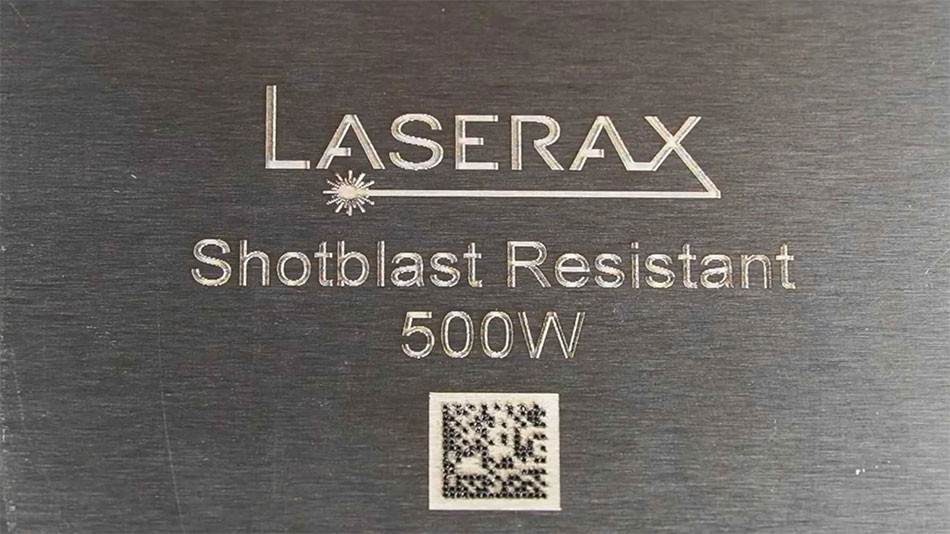 LASERAX
Shotblast Resistant
500W